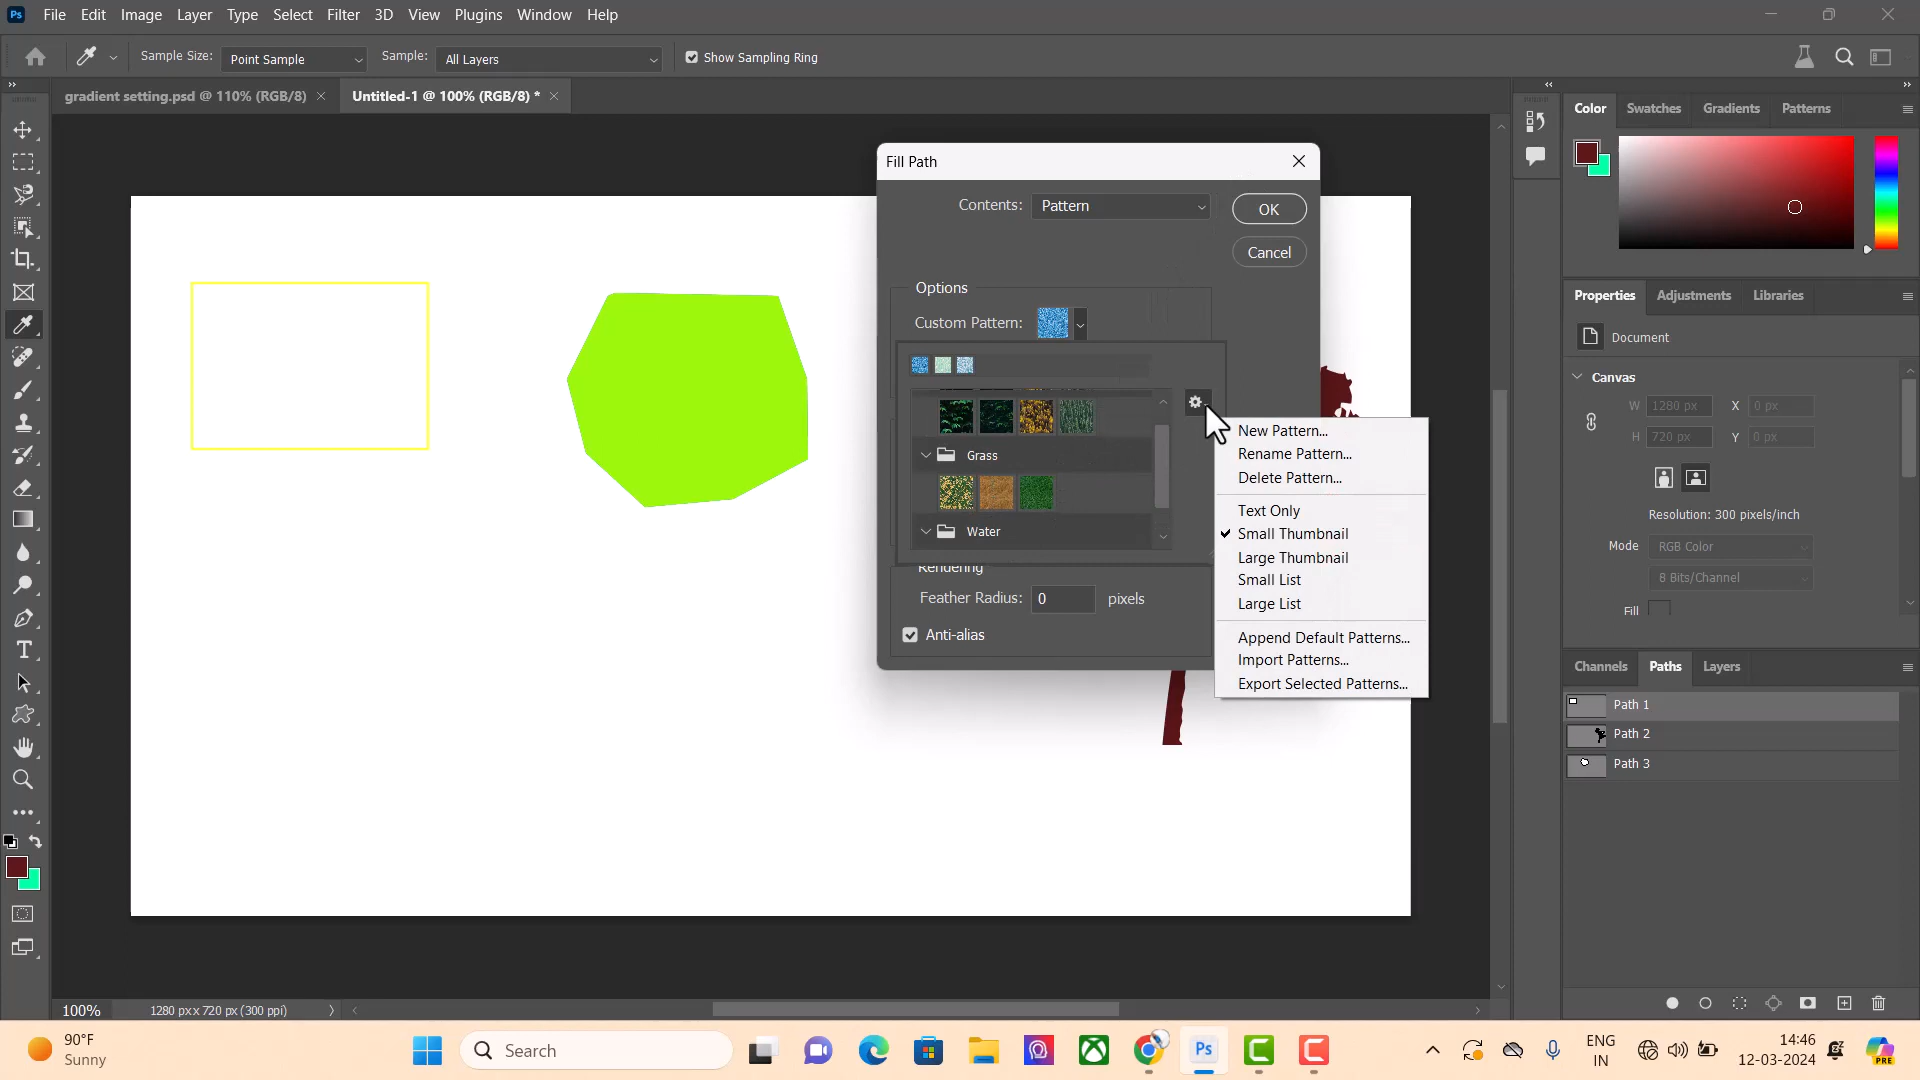 Ps File Edit Image Layer Type Select Filter 3D View Plugins Window Help
Sample Size: Point Sample Sample: All Layers Show Sampling Ring
gradient setting.psd @ 110% (RGB/8) Untitled-1 @ 100% (RGB/8) *
Color Swatches Gradients Patterns
Fill Path
Contents: Pattern OK
Cancel
Options
Custom Pattern:
Grass
Water
Rendering
Feather Radius: 0 pixels
Anti-alias
New Pattern...
Rename Pattern...
Delete Pattern...
Text Only
Small Thumbnail
Large Thumbnail
Small List
Large List
Append Default Patterns...
Import Patterns...
Export Selected Patterns...
Properties Adjustments Libraries
Document
Canvas
W 1280 px X 0 px
H 720 px Y 0 px
Resolution: 300 pixels/inch
Mode RGB Color
8 Bits/Channel
Fill
Channels Paths Layers
Path 1
Path 2
Path 3
T
100% 1280 px x 720 px (300 ppi)
90°F
Sunny
Search
Ps
ENG
IN
14:46
12-03-2024
PRE